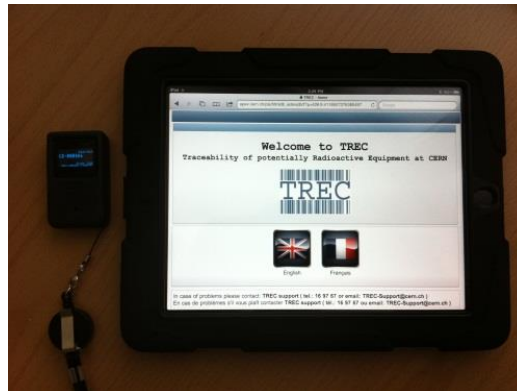 TREC - Home
Welcome to TREC
Traceability of potentially Radioactive Equipment at CERN
TREC
English
Français
In case of problems please contact: TREC support ( tel.: 16 97 67 or email: TREC-Support@cern.ch )
En cas de problèmes s'il vous plaît contacter TREC support ( tel.: 16 97 67 ou email: TREC-Support@cern.ch )